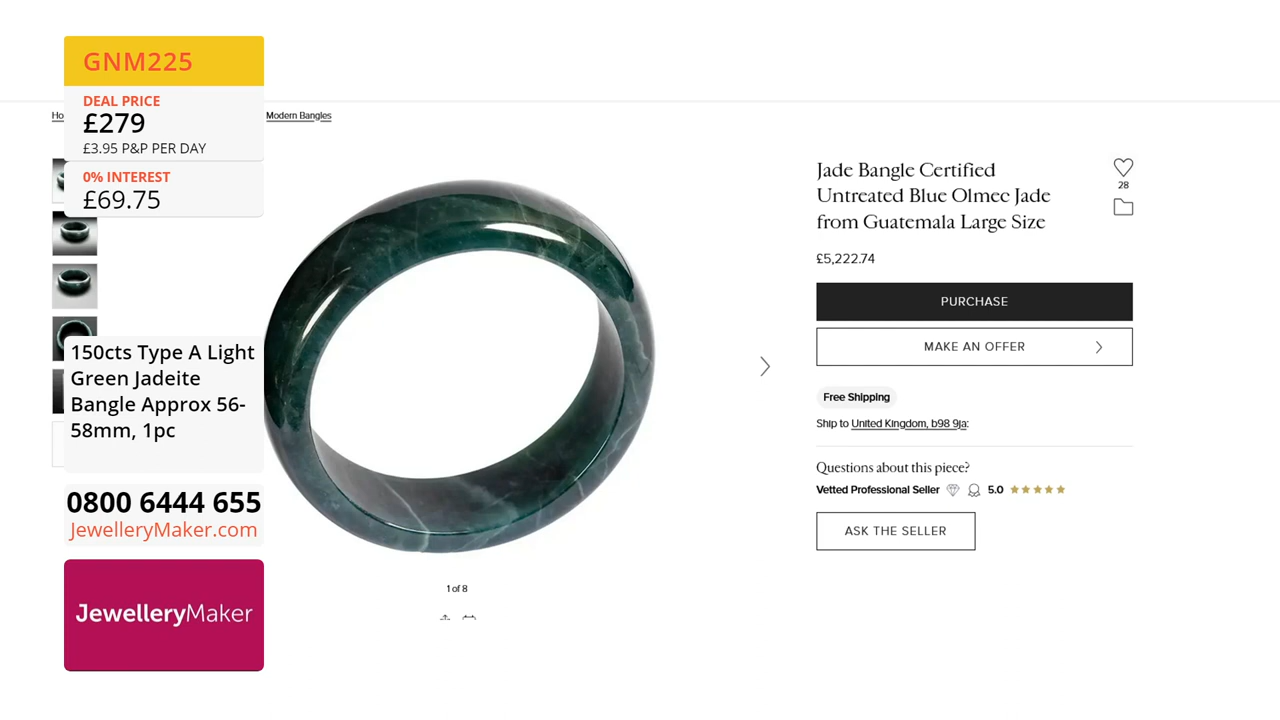 GNM225
DEAL PRICE
£279
£3.95 P&P PER DAY
0% INTEREST
£69.75
150cts Type A Light
Green Jadeite
Bangle Approx 56-
58mm, 1pc
0800 6444 655
JewelleryMaker.com
JewelleryMaker
Modern Bangles
1 of 8
Jade Bangle Certified
Untreated Blue Olmec Jade
from Guatemala Large Size
28
£5,222.74
PURCHASE
MAKE AN OFFER
Free Shipping
Ship to United Kingdom, b98 9ja:
Questions about this piece?
Vetted Professional Seller 5.0
ASK THE SELLER